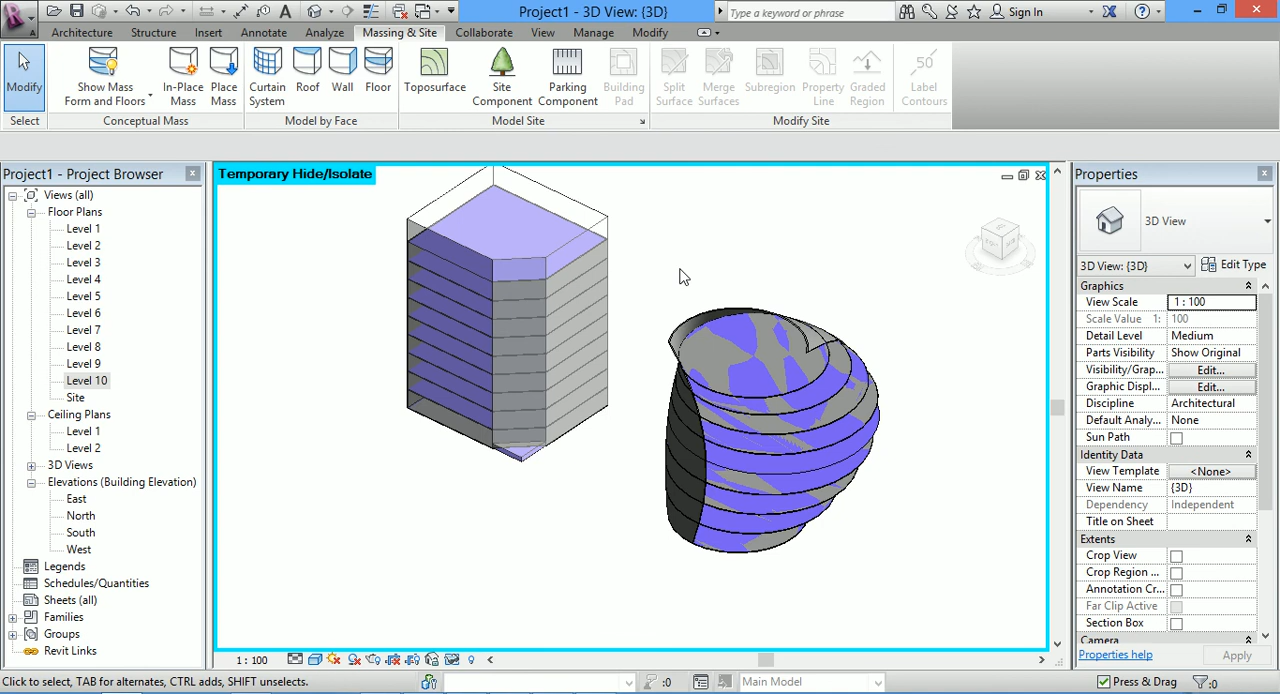 Project1 - 3D View: {3D}
Type a keyword or phrase
Sign In
Architecture Structure Insert Annotate Analyze Massing & Site Collaborate View Manage Modify
Modify
Show Mass Form and Floors
In-Place Mass
Place Mass
Curtain System
Roof
Wall
Floor
Toposurface
Site Component
Parking Component
Building Pad
Split Surface
Merge Surfaces
Subregion
Property Line
Graded Region
50
Label Contours
Select Conceptual Mass Model by Face Model Site Modify Site
Project1 - Project Browser
Views (all)
Floor Plans
Level 1
Level 2
Level 3
Level 4
Level 5
Level 6
Level 7
Level 8
Level 9
Level 10
Site
Ceiling Plans
Level 1
Level 2
3D Views
Elevations (Building Elevation)
East
North
South
West
Legends
Schedules/Quantities
Sheets (all)
Families
Groups
Revit Links
Temporary Hide/Isolate
1 : 100
Properties
3D View
3D View: {3D} Edit Type
Graphics
View Scale 1 : 100
Scale Value 1: 100
Detail Level Medium
Parts Visibility Show Original
Visibility/Grap... Edit...
Graphic Displ... Edit...
Discipline Architectural
Default Analy... None
Sun Path
Identity Data
View Template <None>
View Name {3D}
Dependency Independent
Title on Sheet
Extents
Crop View
Crop Region ...
Annotation Cr...
Far Clip Active
Section Box
Camera
Properties help Apply
Click to select, TAB for alternates, CTRL adds, SHIFT unselects.
:0
Main Model
Press & Drag
:0